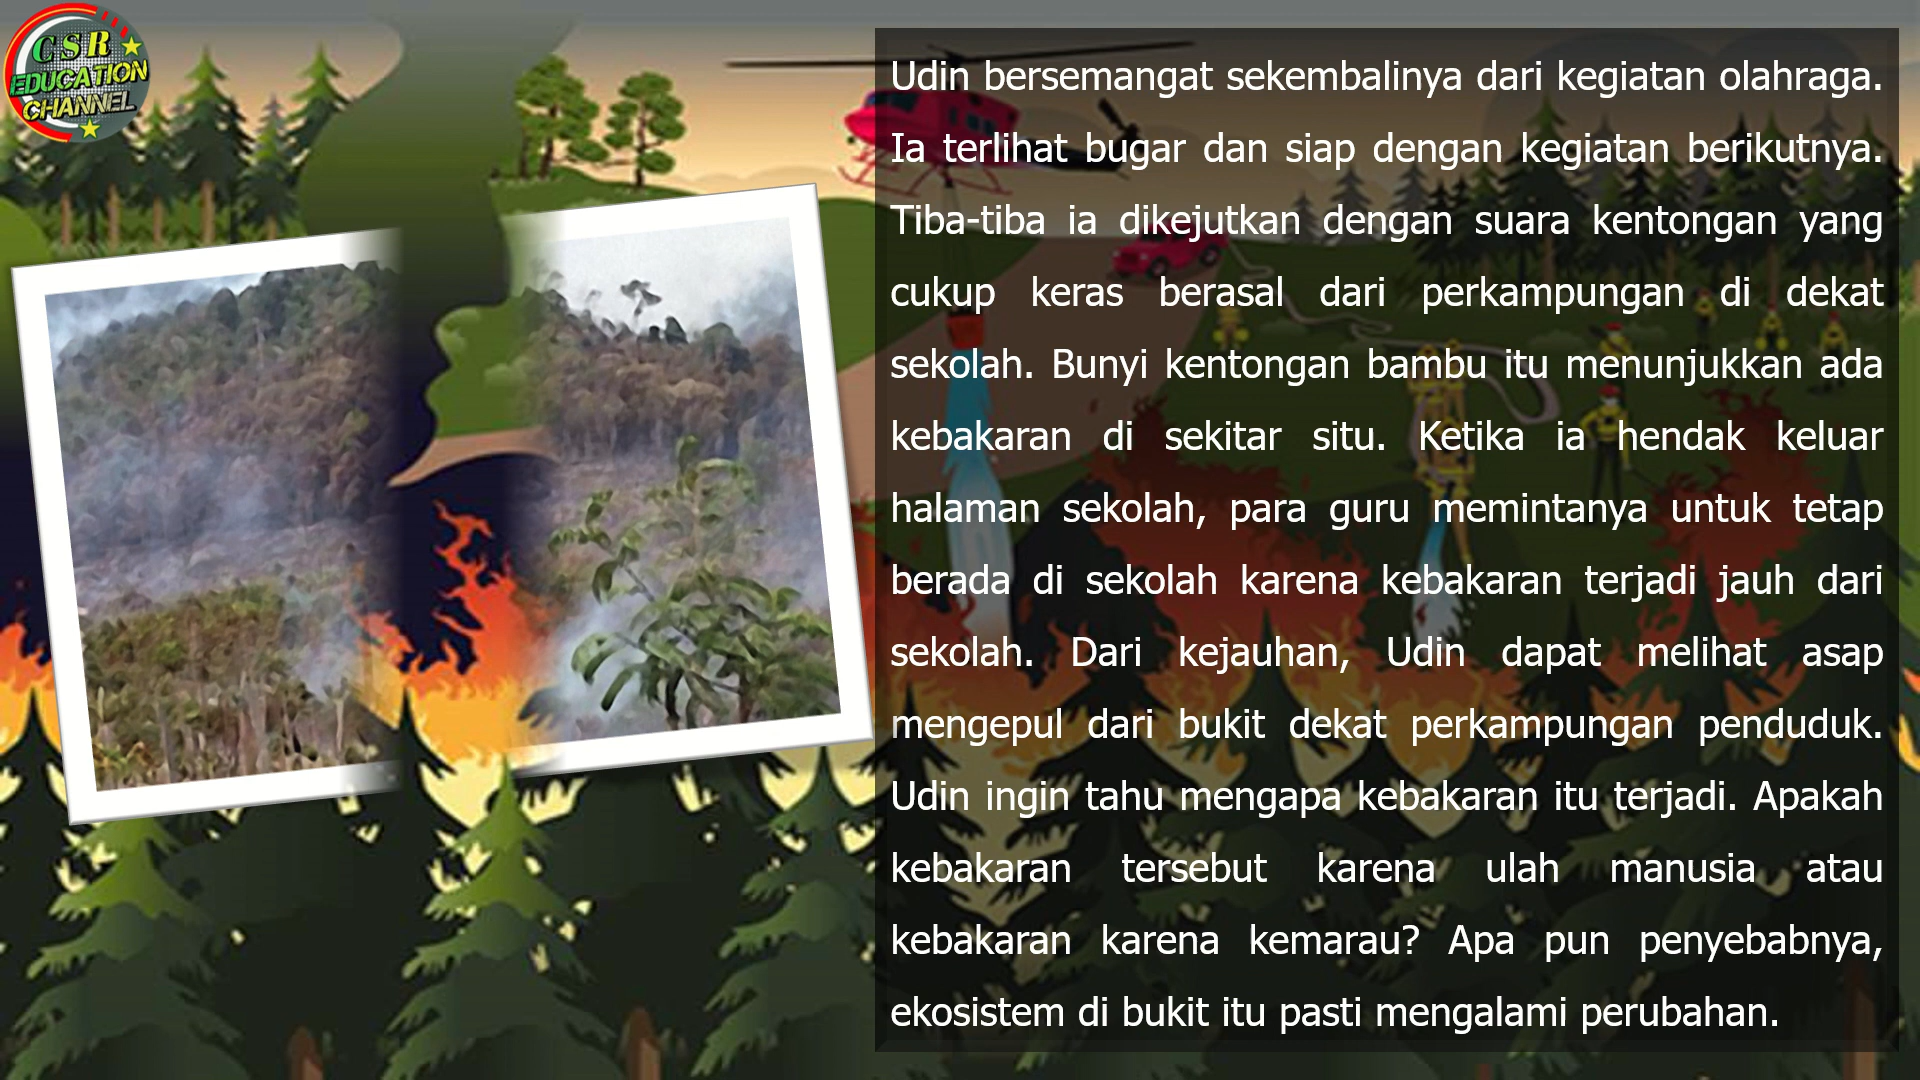 CSR
EDUCATION
CHANNEL
Udin bersemangat sekembalinya dari kegiatan olahraga.
Ia terlihat bugar dan siap dengan kegiatan berikutnya.
Tiba-tiba ia dikejutkan dengan suara kentongan yang
cukup keras berasal dari perkampungan di dekat
sekolah. Bunyi kentongan bambu itu menunjukkan ada
kebakaran di sekitar situ. Ketika ia hendak keluar
halaman sekolah, para guru memintanya untuk tetap
berada di sekolah karena kebakaran terjadi jauh dari
sekolah. Dari kejauhan, Udin dapat melihat asap
mengepul dari bukit dekat perkampungan penduduk.
Udin ingin tahu mengapa kebakaran itu terjadi. Apakah
kebakaran tersebut karena ulah manusia atau
kebakaran karena kemarau? Apa pun penyebabnya,
ekosistem di bukit itu pasti mengalami perubahan.